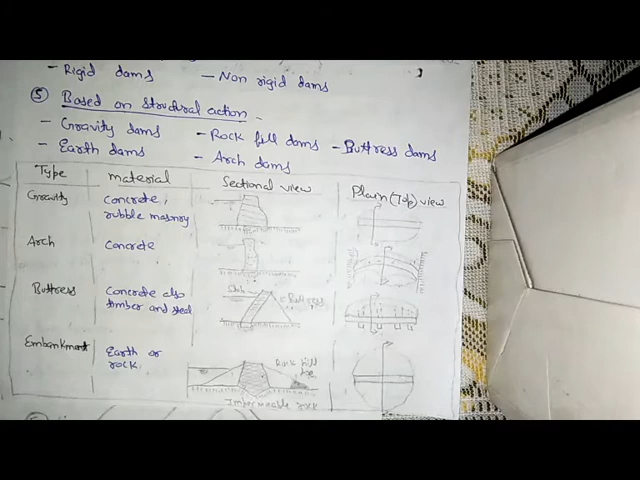 - Rigid dams - Non rigid dams
⑤ Based on structural action -
- Gravity dams - Rock fill dams - Buttress dams
- Earth dams - Arch dams
Type material Sectional view Plain (Top) view
Gravity concrete, rubble masonry
Arch concrete
Buttress Concrete also timber and steel
Slab Buttress
Embankment Earth or rock.
Rock fill toe
Impermeable